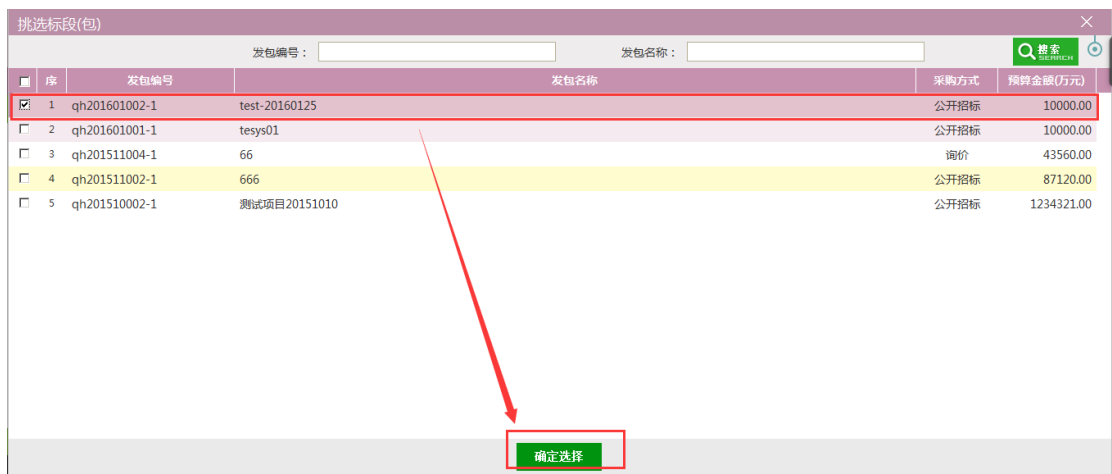 挑选标段(包)
发包编号： 发包名称： 搜索 SEARCH
序 发包编号 发包名称 采购方式 预算金额(万元)
1 qh201601002-1 test-20160125 公开招标 10000.00
2 qh201601001-1 tesys01 公开招标 10000.00
3 qh201511004-1 66 询价 43560.00
4 qh201511002-1 666 公开招标 87120.00
5 qh201510002-1 测试项目20151010 公开招标 1234321.00
确定选择